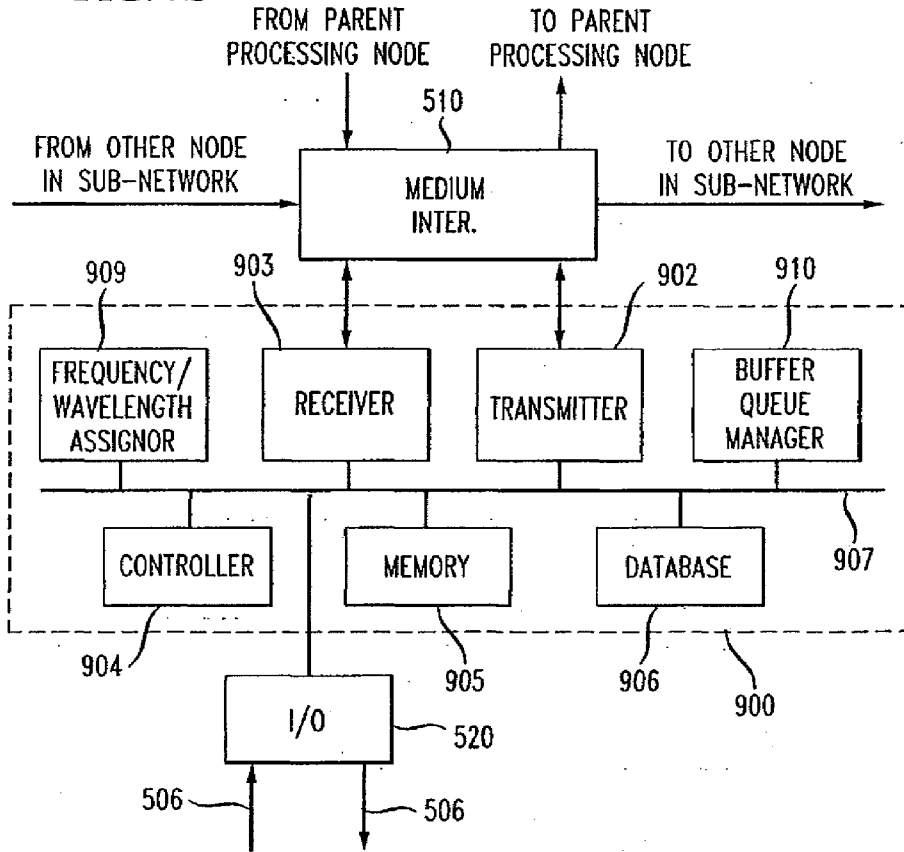 FROM PARENT
PROCESSING NODE
TO PARENT
PROCESSING NODE
510
FROM OTHER NODE
IN SUB-NETWORK
MEDIUM
INTER.
TO OTHER NODE
IN SUB-NETWORK
909
903
902
910
FREQUENCY/
WAVELENGTH
ASSIGNOR
RECEIVER
TRANSMITTER
BUFFER
QUEUE
MANAGER
907
CONTROLLER
MEMORY
DATABASE
904
905
906
900
I/O
520
506
506